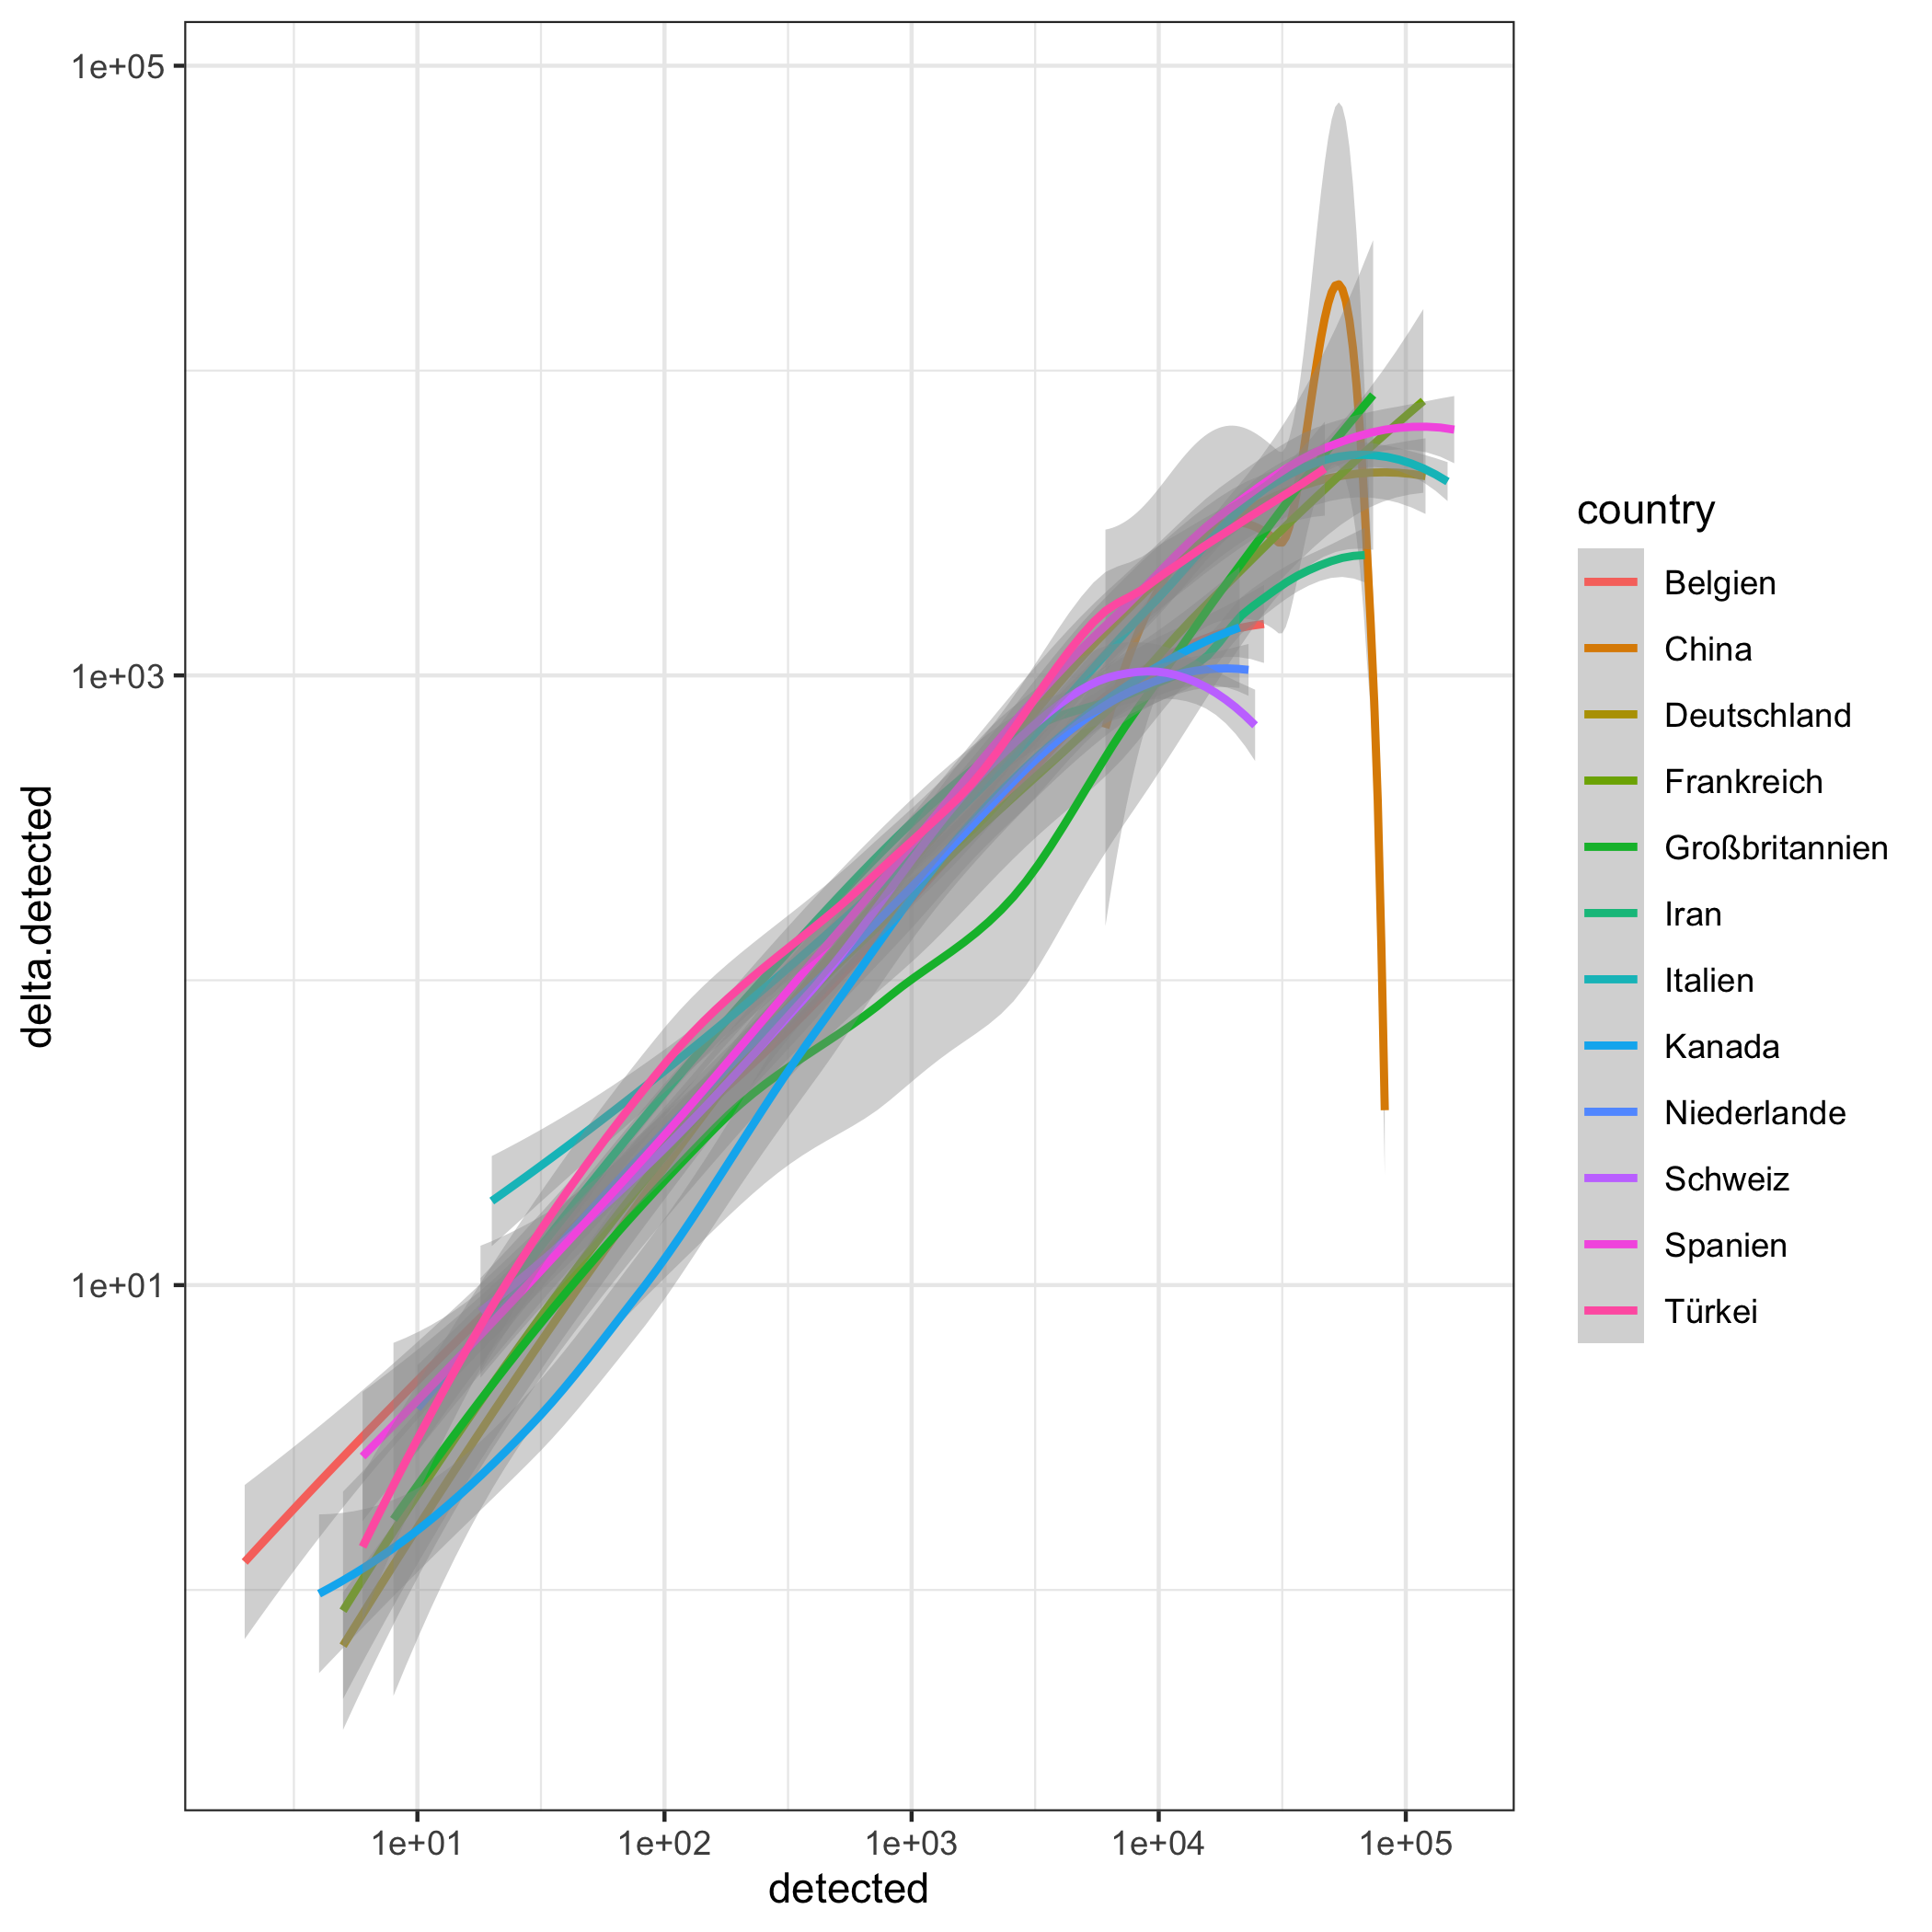 1e+05
1e+03
1e+01
delta.detected
1e+01
1e+02
1e+03
1e+04
1e+05
detected
country
Belgien
China
Deutschland
Frankreich
Großbritannien
Iran
Italien
Kanada
Niederlande
Schweiz
Spanien
Türkei